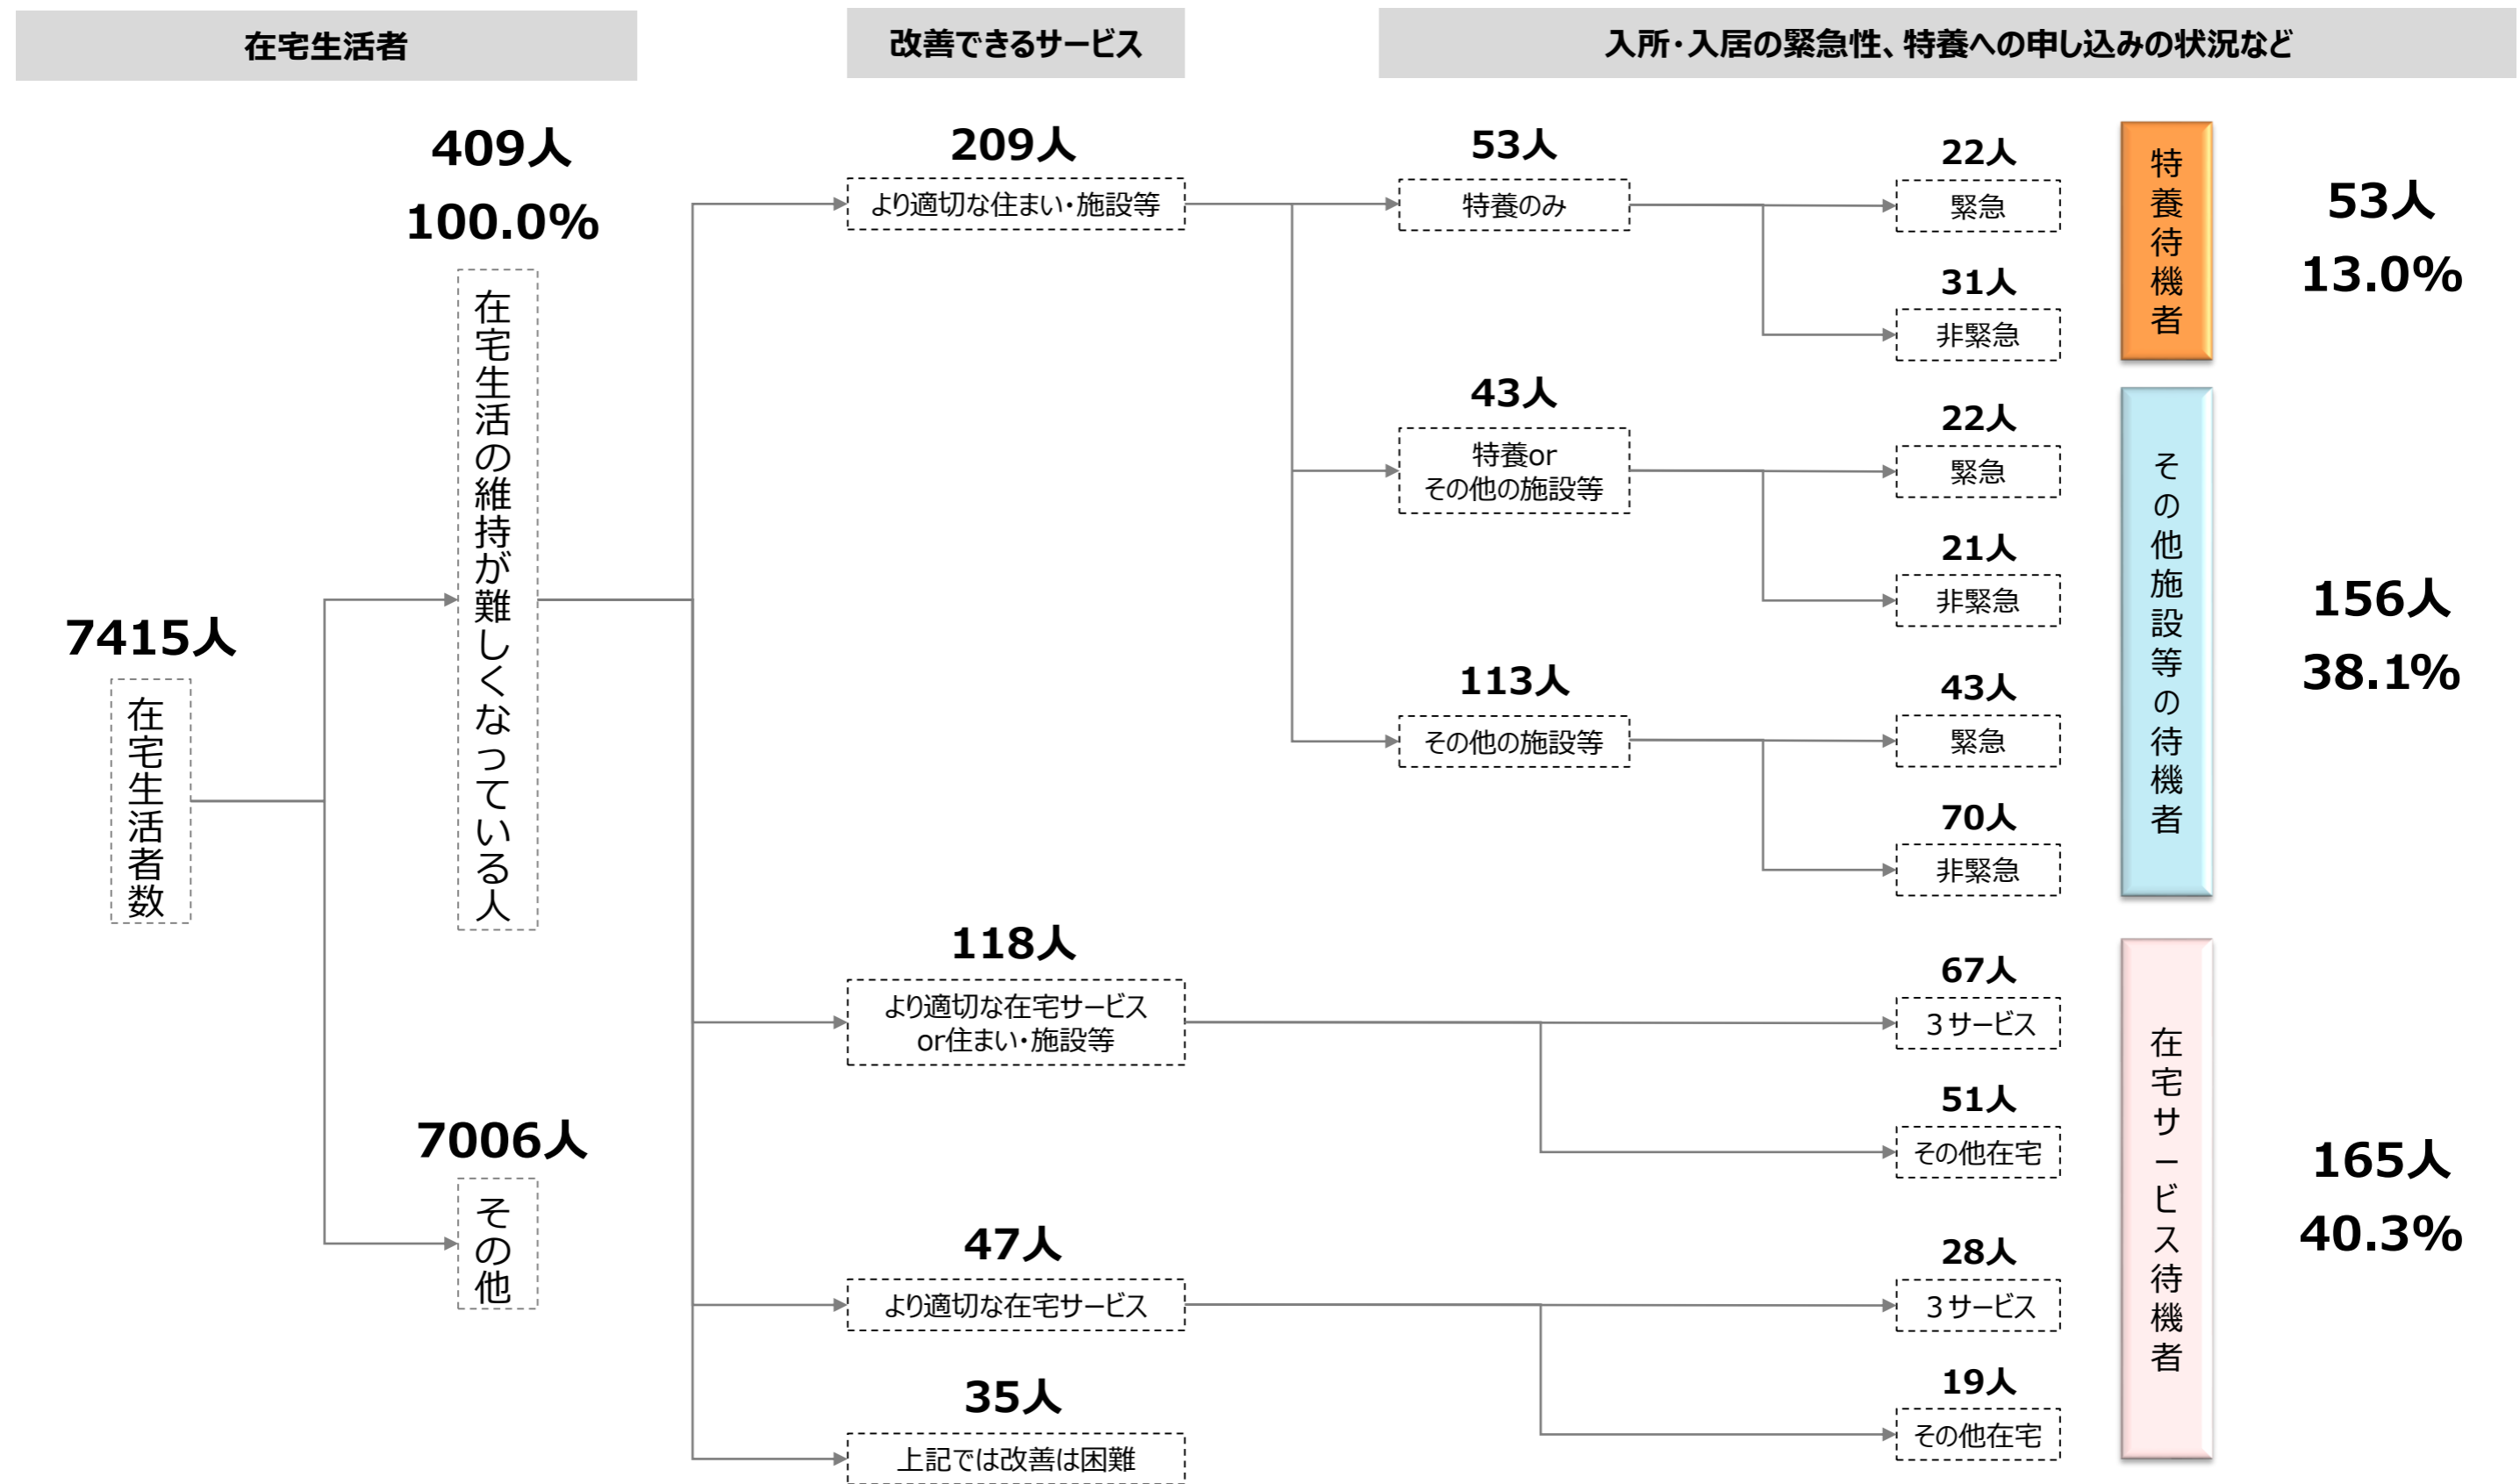 在宅生活者
改善できるサービス
入所・入居の緊急性、特養への申し込みの状況など
7415人
在宅生活者数
409人
100.0%
在宅生活の維持が難しくなっている人
7006人
その他
209人
より適切な住まい・施設等
118人
より適切な在宅サービス
or住まい・施設等
47人
より適切な在宅サービス
35人
上記では改善は困難
53人
特養のみ
43人
特養or
その他の施設等
113人
その他の施設等
22人
緊急
31人
非緊急
22人
緊急
21人
非緊急
43人
緊急
70人
非緊急
67人
３サービス
51人
その他在宅
28人
３サービス
19人
その他在宅
特養待機者
53人
13.0%
その他施設等の待機者
156人
38.1%
在宅サービス待機者
165人
40.3%